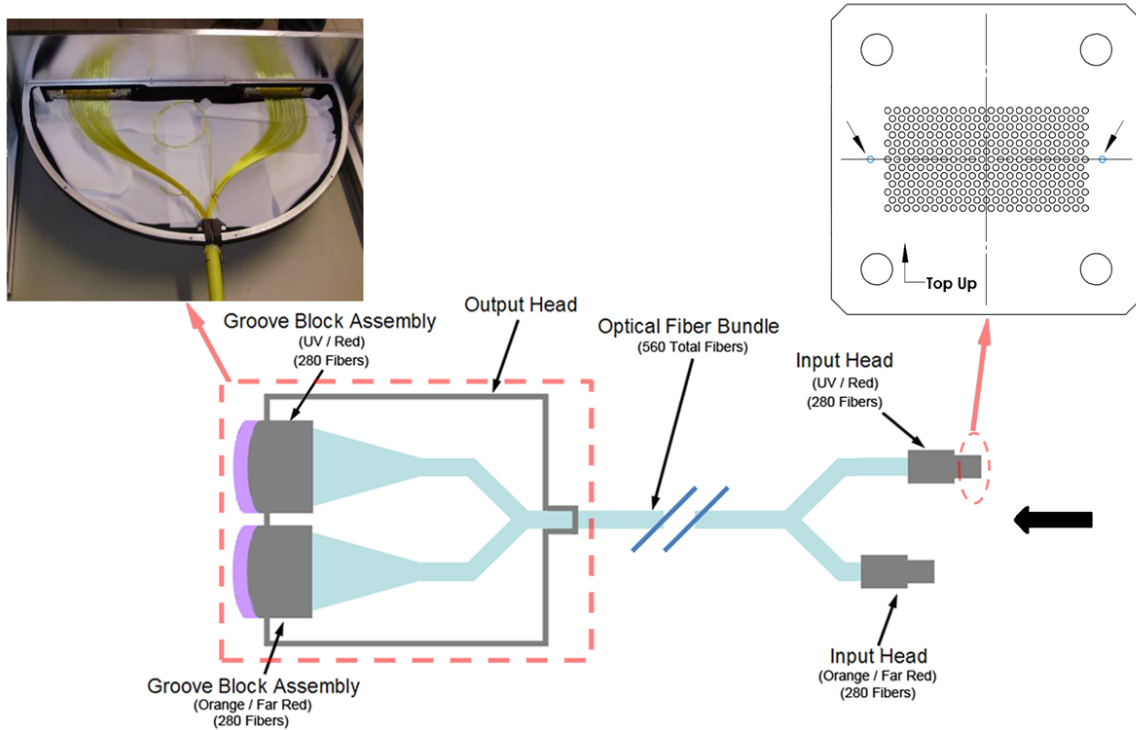 Top Up
Output Head
Groove Block Assembly
(UV / Red)
(280 Fibers)
Optical Fiber Bundle
(560 Total Fibers)
Input Head
(UV / Red)
(280 Fibers)
Groove Block Assembly
(Orange / Far Red)
(280 Fibers)
Input Head
(Orange / Far Red)
(280 Fibers)